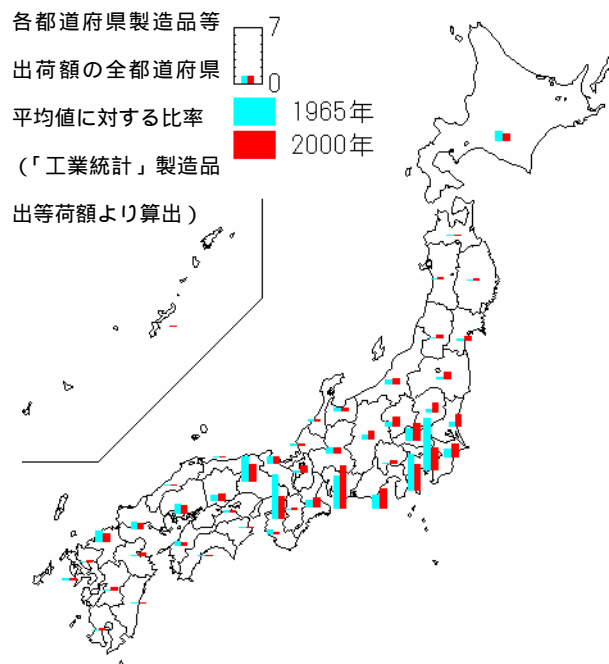 各都道府県製造品等
出荷額の全都道府県
平均値に対する比率
(「工業統計」製造品
出等荷額より算出)
7
0
1965年
2000年